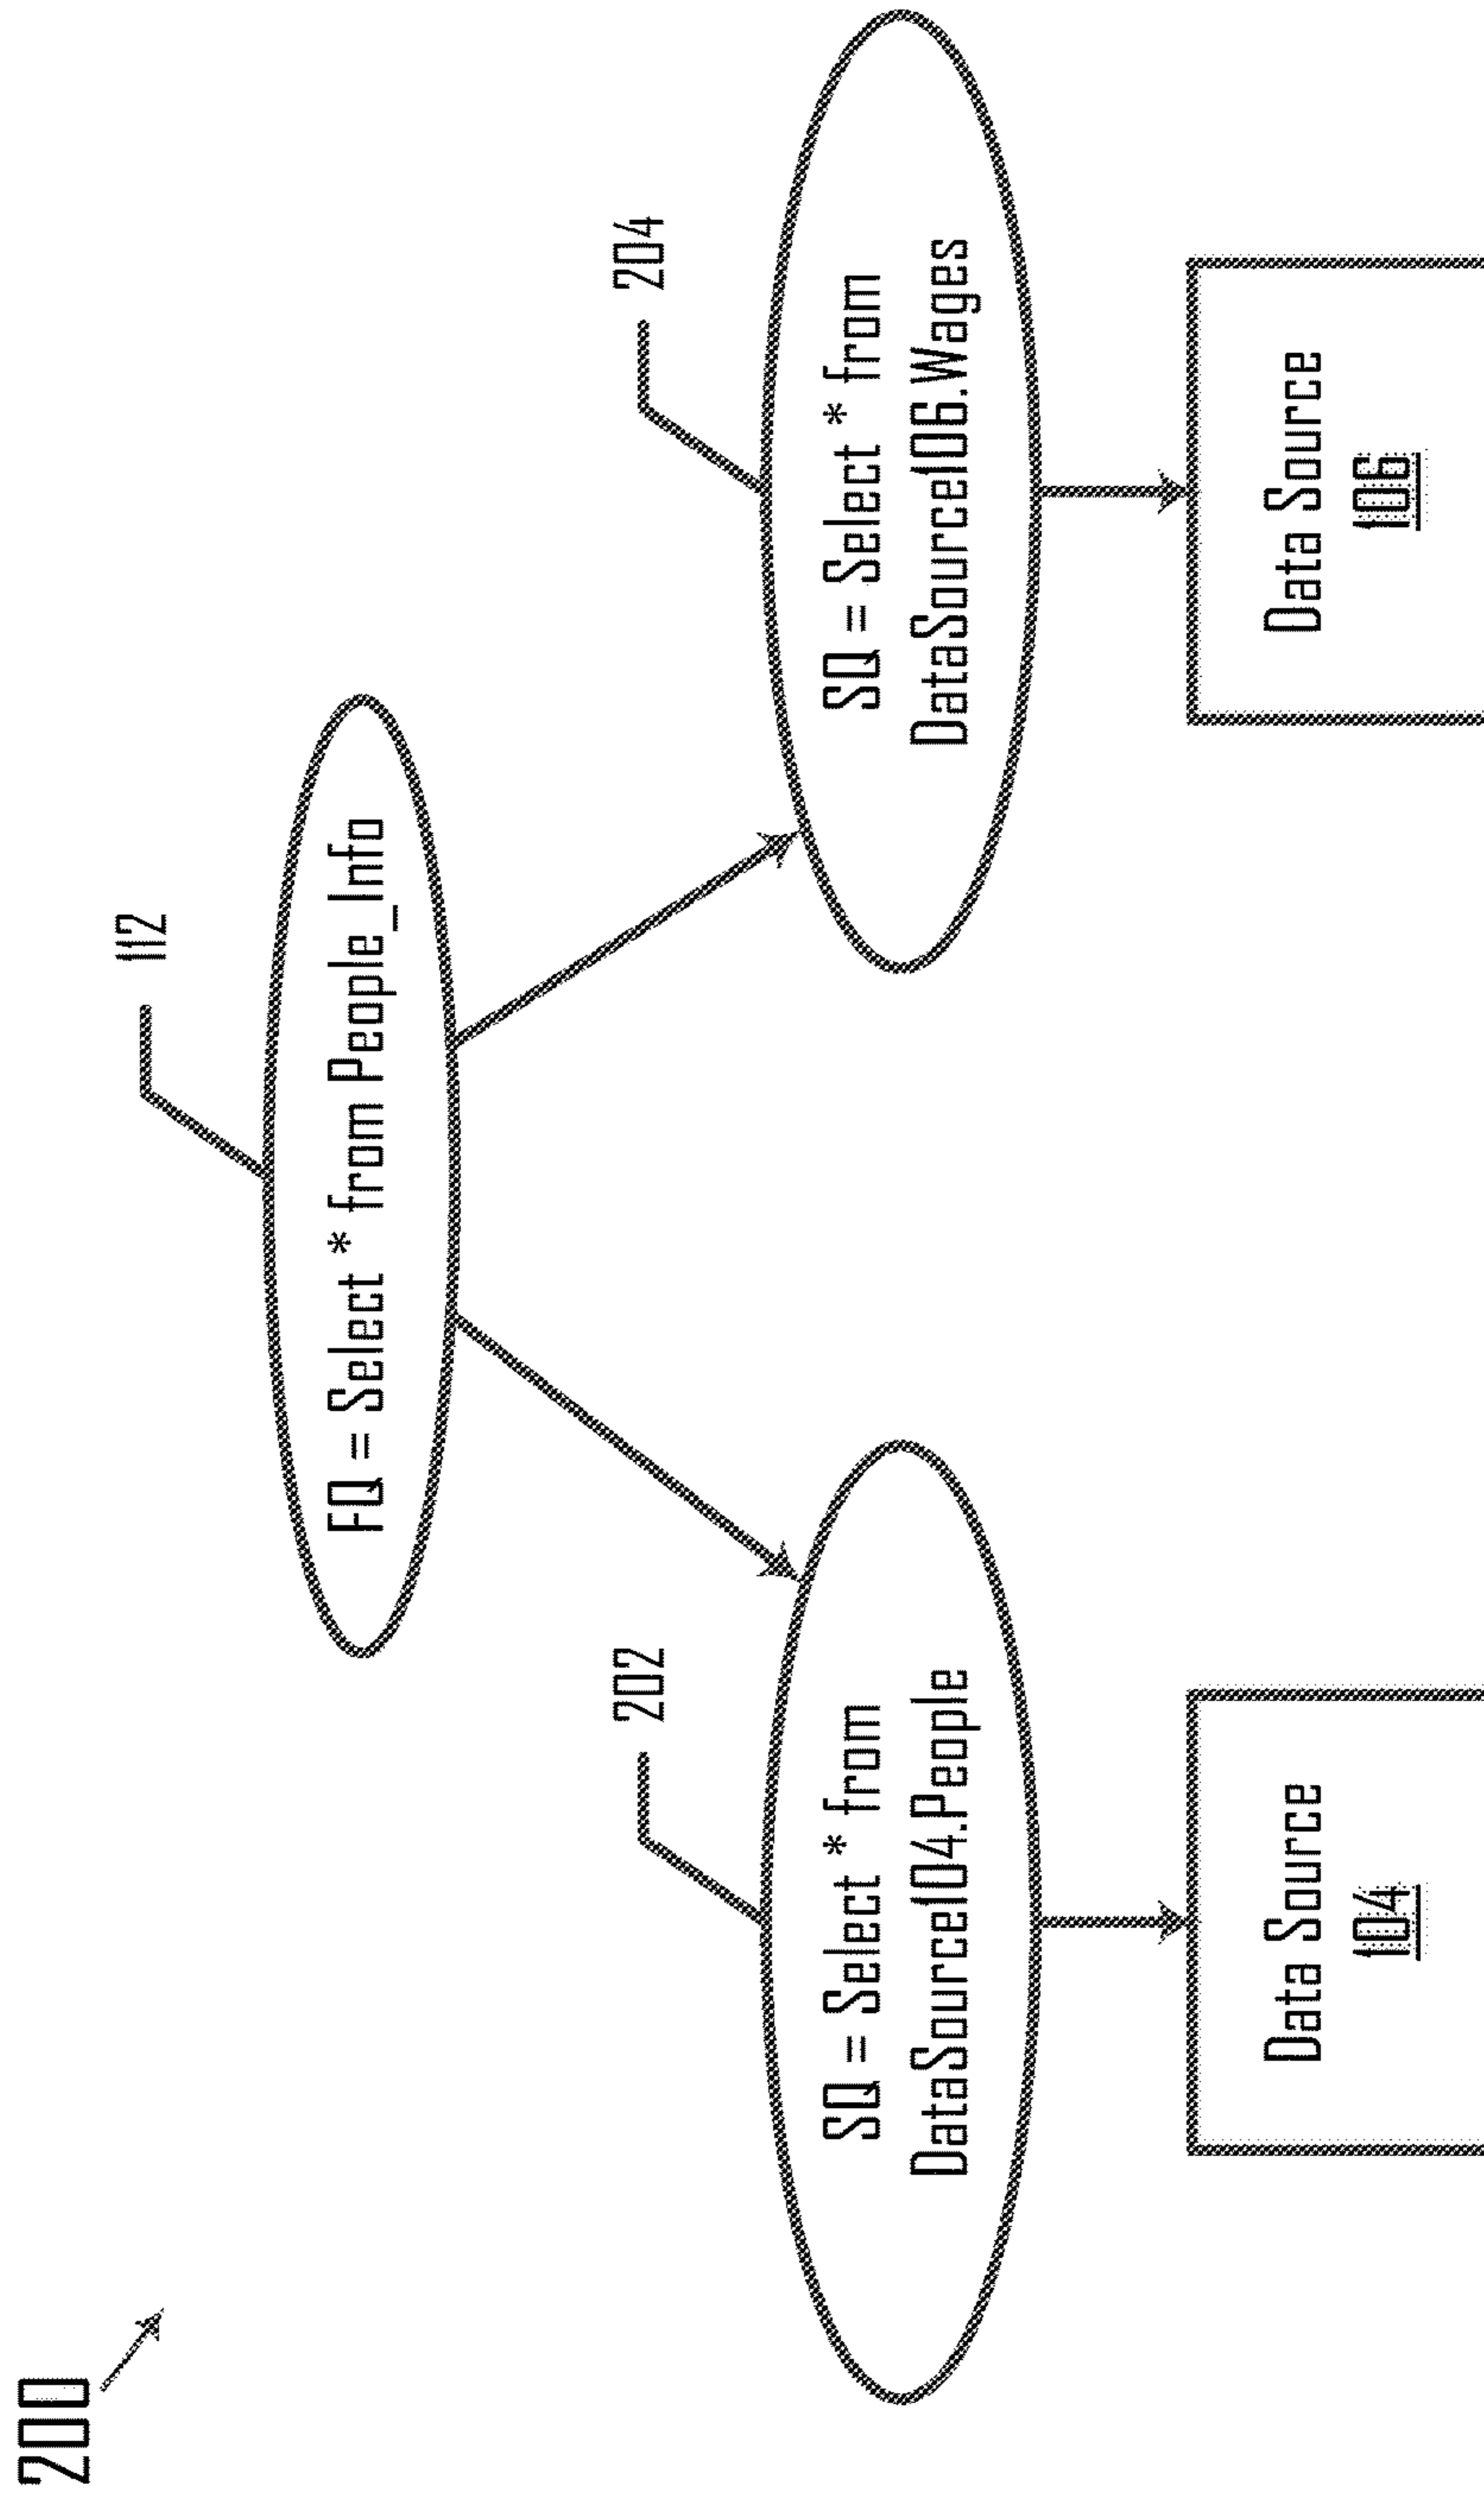 200
112
FQ = Select * from People_Info
202
SQ = Select * from
DataSource104.People
204
SQ = Select * from
DataSource106.Wages
Data Source
104
Data Source
106